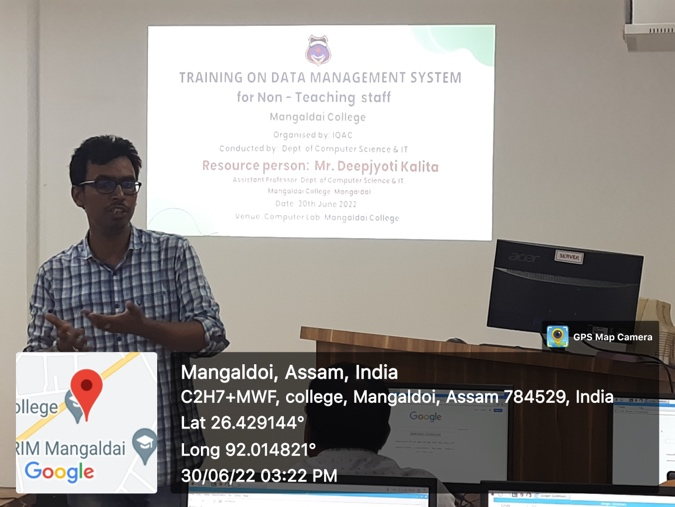 TRAINING ON DATA MANAGEMENT SYSTEM
for Non - Teaching staff
Mangaldai College
Organised by: IQAC
Conducted by: Dept. of Computer Science & IT
Resource person: Mr. Deepjyoti Kalita
Assistant Professor, Dept. of Computer Science & IT
Mangaldai College, Mangaldai
Date: 30th June 2022
Venue: Computer Lab, Mangaldai College
acer
SERVER
GPS Map Camera
ollege
RIM Mangaldai
Google
Mangaldoi, Assam, India
C2H7+MWF, college, Mangaldoi, Assam 784529, India
Lat 26.429144°
Long 92.014821°
30/06/22 03:22 PM
Google